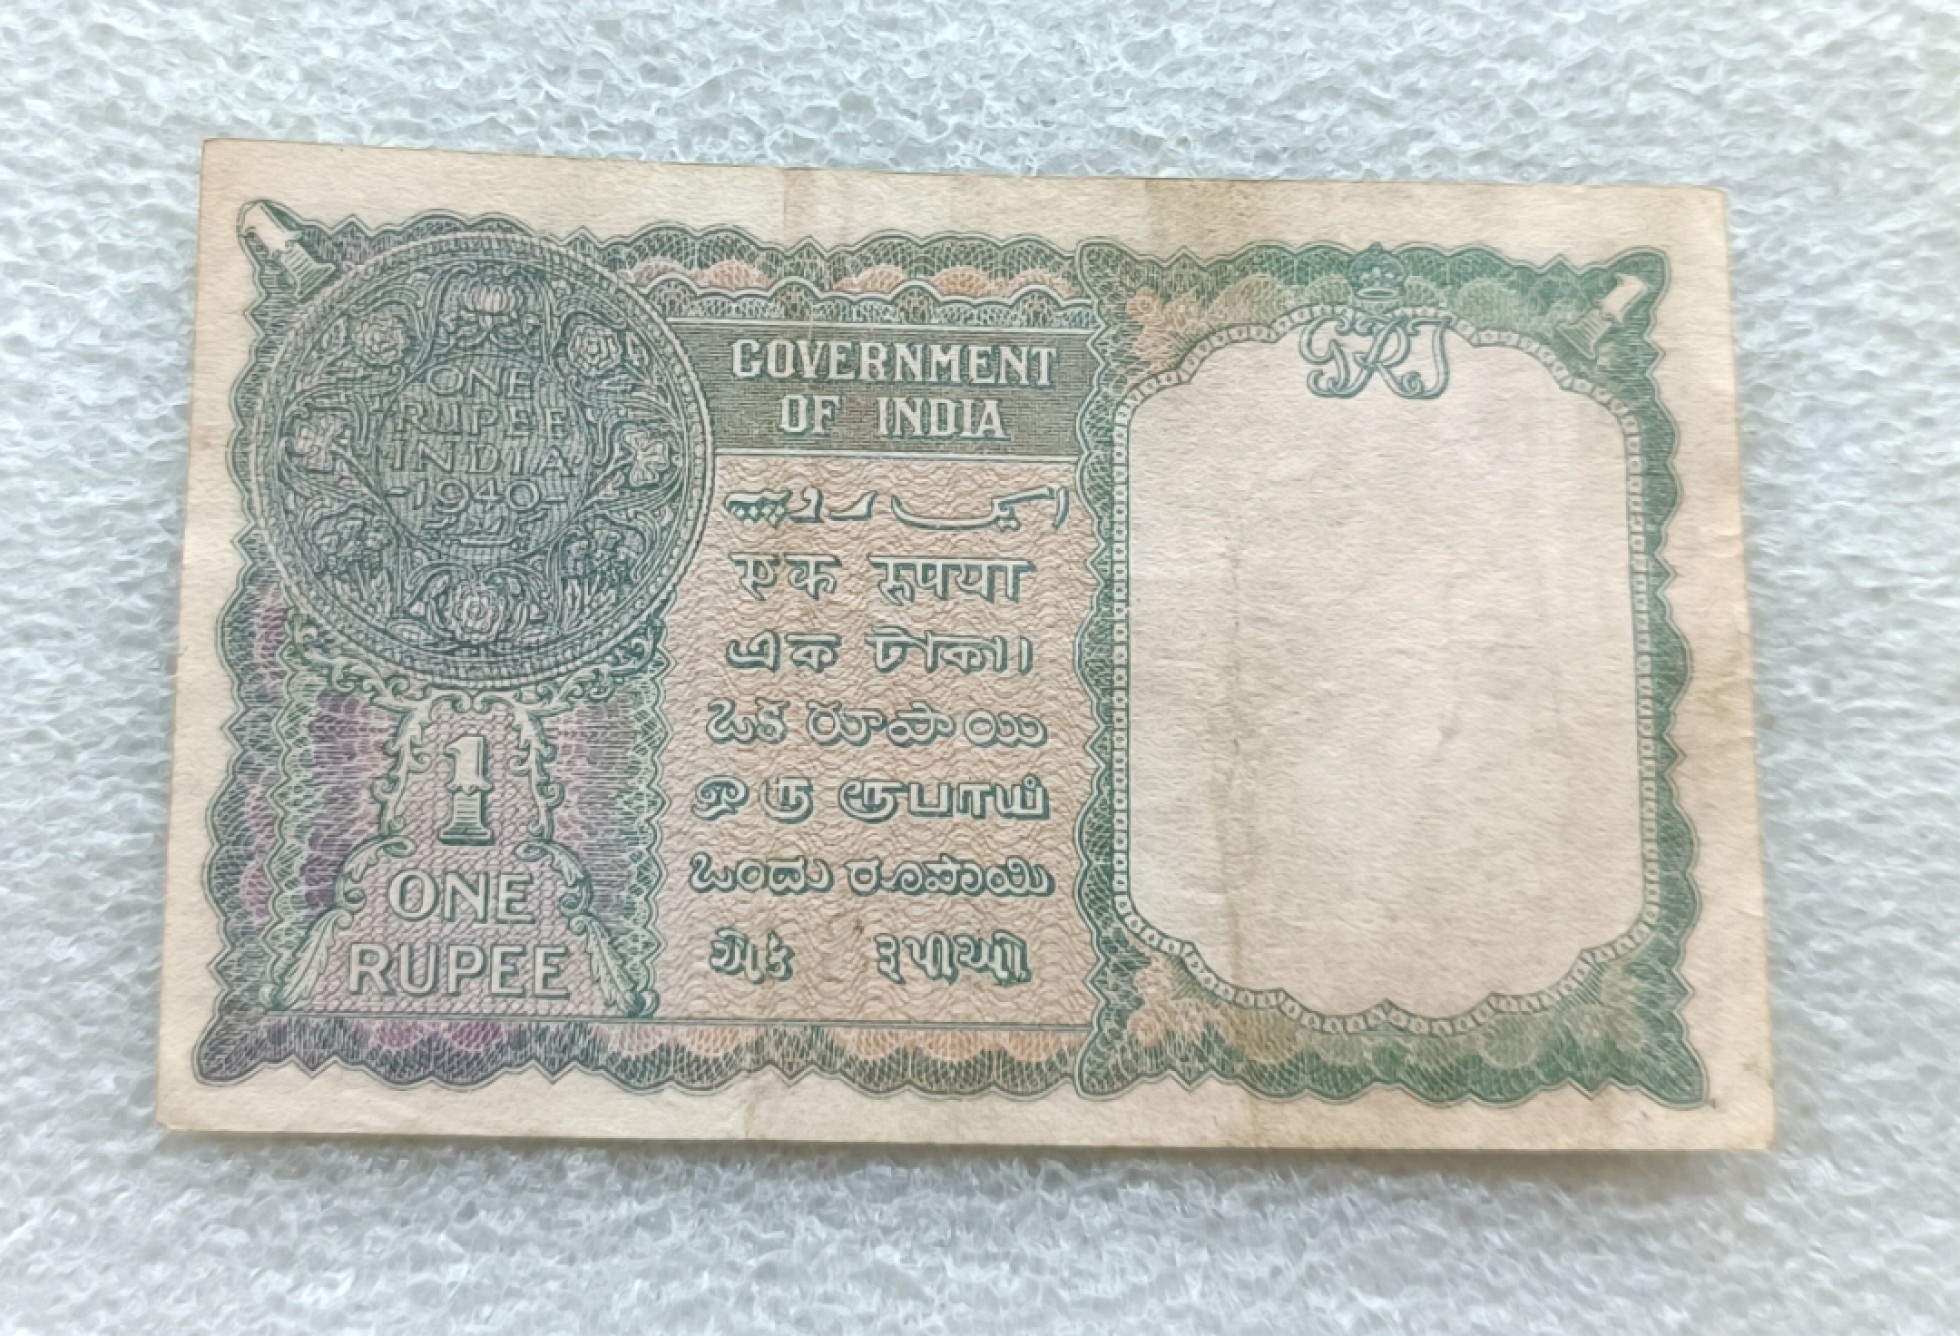 ONE
RUPEE
INDIA
-1940-
GOVERNMENT
OF INDIA
GRI
ایک روپیہ
एक रुपया
এক টাকা।
ఒక రూపాయి
ஒரு ரூபாய்
ಒಂದು ರೂಪಾಯಿ
એક રૂપીઓ
1
ONE
RUPEE